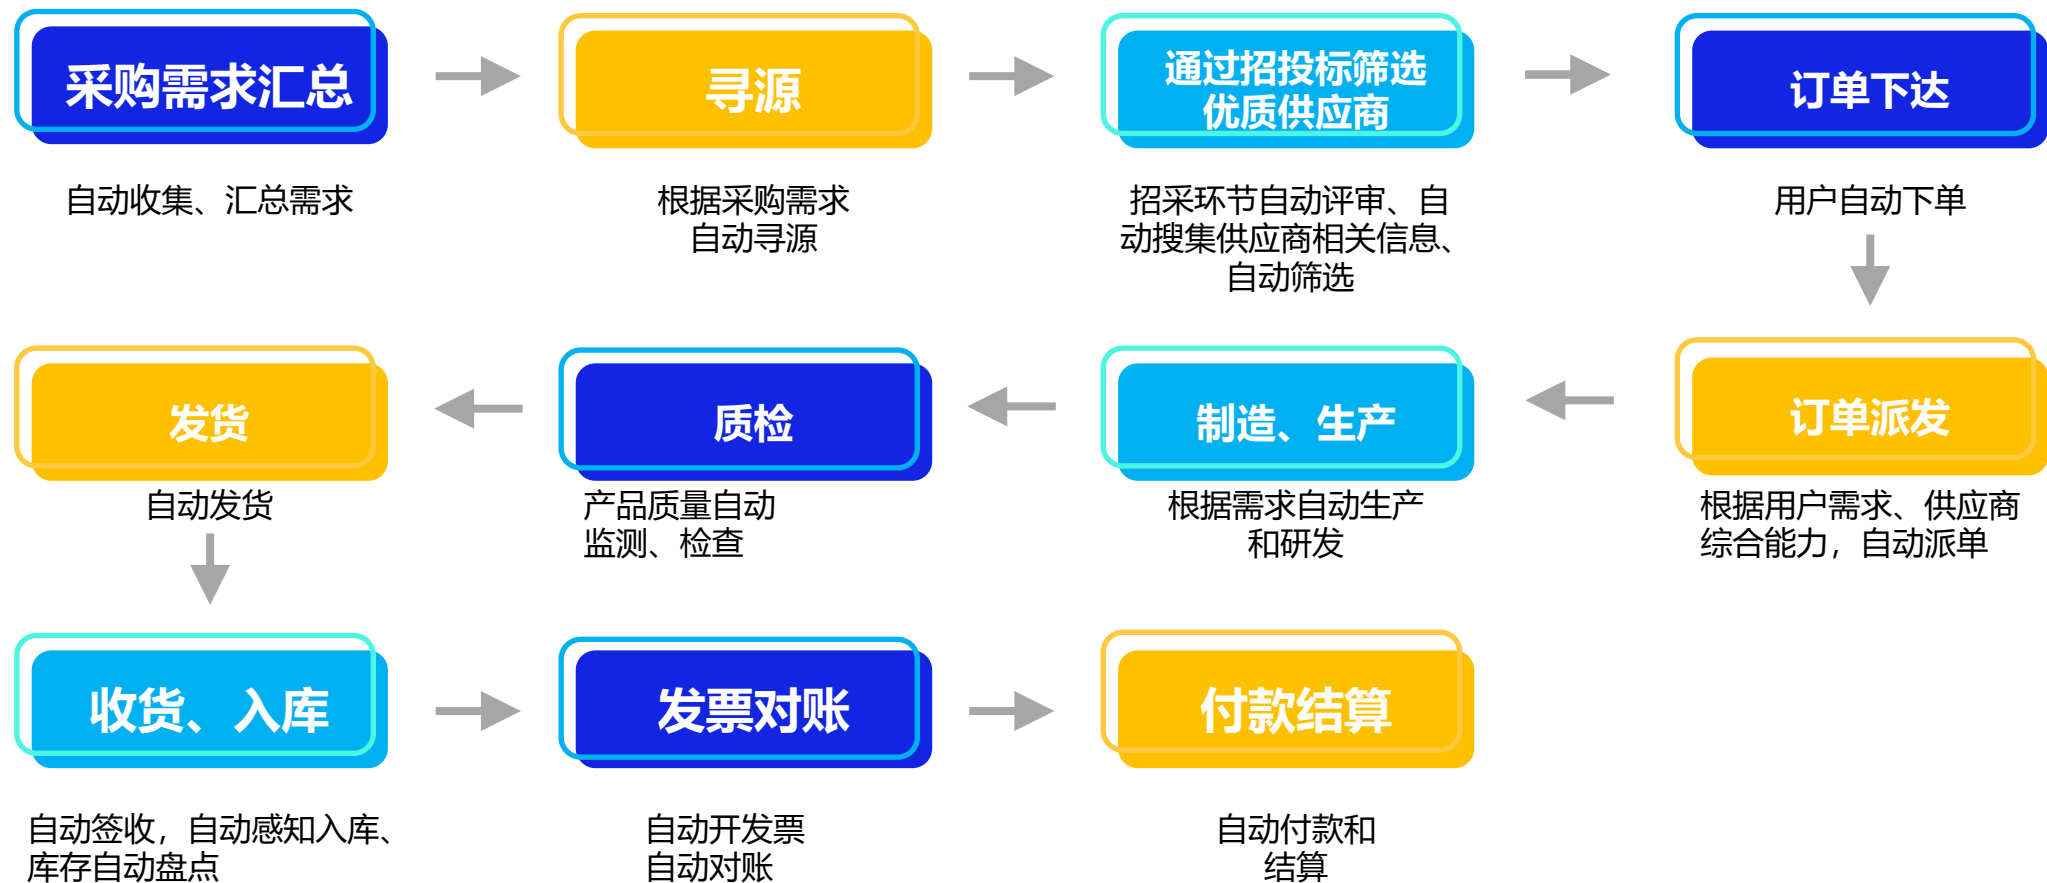 采购需求汇总
自动收集、汇总需求
寻源
根据采购需求
自动寻源
通过招投标筛选
优质供应商
招采环节自动评审、自
动搜集供应商相关信息、
自动筛选
订单下达
用户自动下单
订单派发
根据用户需求、供应商
综合能力，自动派单
制造、生产
根据需求自动生产
和研发
质检
产品质量自动
监测、检查
发货
自动发货
收货、入库
自动签收，自动感知入库、
库存自动盘点
发票对账
自动开发票
自动对账
付款结算
自动付款和
结算